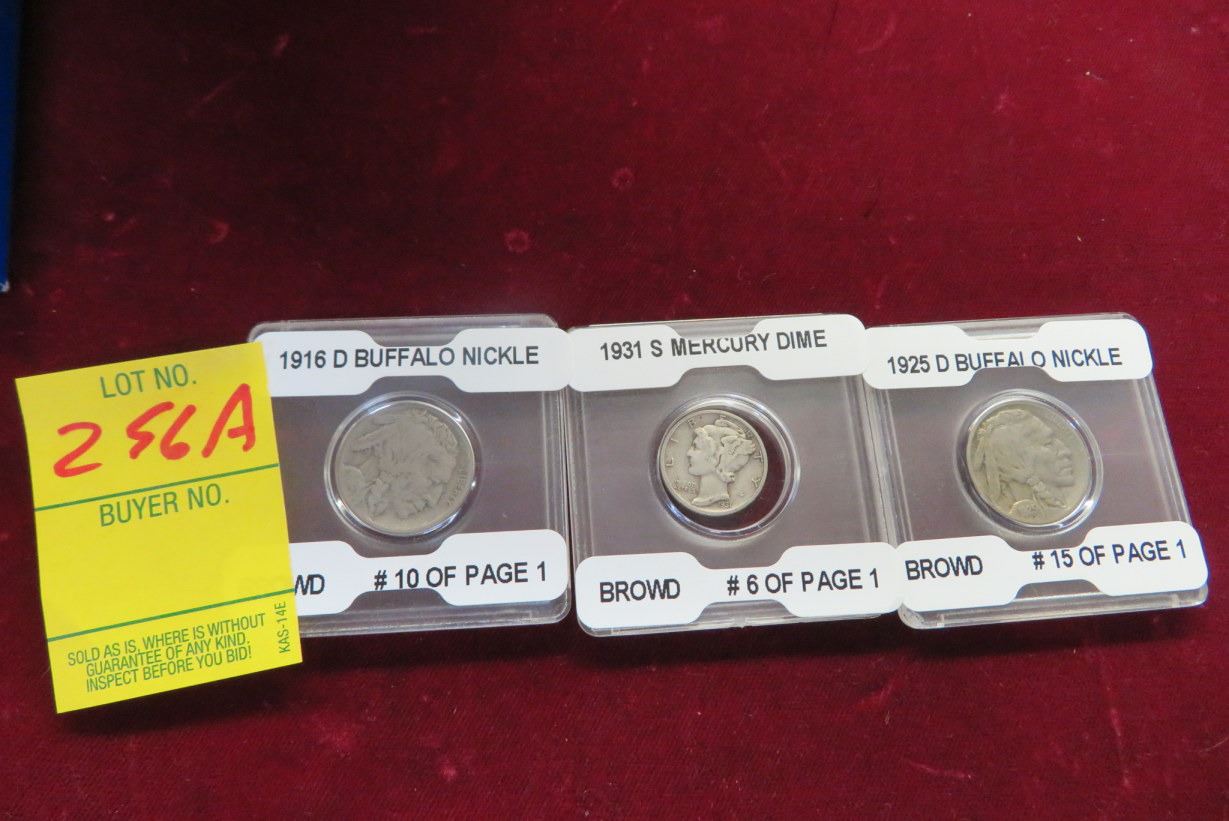 LOT NO.
256A
BUYER NO.
SOLD AS IS, WHERE IS WITHOUT
GUARANTEE OF ANY KIND.
INSPECT BEFORE YOU BID!
KAS-14E
1916 D BUFFALO NICKLE
WD # 10 OF PAGE 1
1931 S MERCURY DIME
BROWD # 6 OF PAGE 1
1925 D BUFFALO NICKLE
BROWD # 15 OF PAGE 1